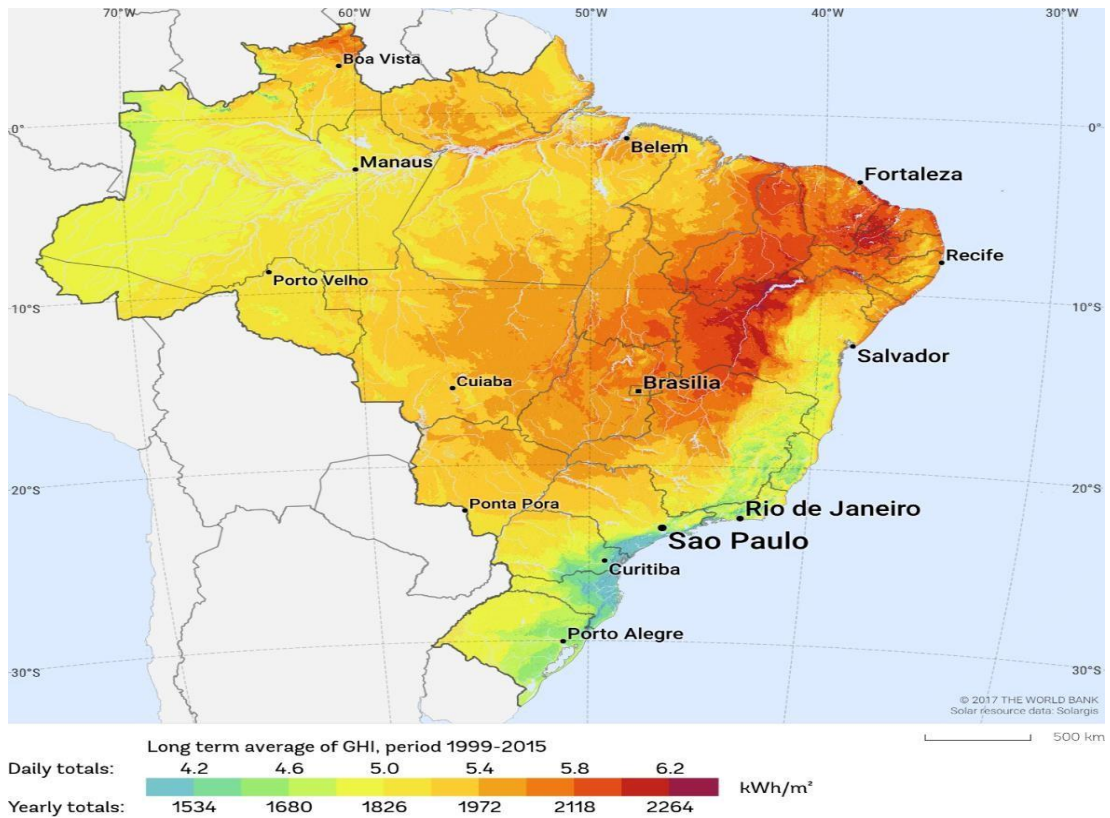 70°W 60°W 50°W 40°W 30°W
Boa Vista
0° 0°
Belem
Manaus
Fortaleza
Recife
Porto Velho
10°S 10°S
Salvador
Cuiaba
Brasilia
20°S 20°S
Ponta Pora
Rio de Janeiro
Sao Paulo
Curitiba
Porto Alegre
30°S 30°S
© 2017 THE WORLD BANK
Solar resource data: Solargis
500 km
Long term average of GHI, period 1999-2015
Daily totals: 4.2 4.6 5.0 5.4 5.8 6.2
kWh/m²
Yearly totals: 1534 1680 1826 1972 2118 2264